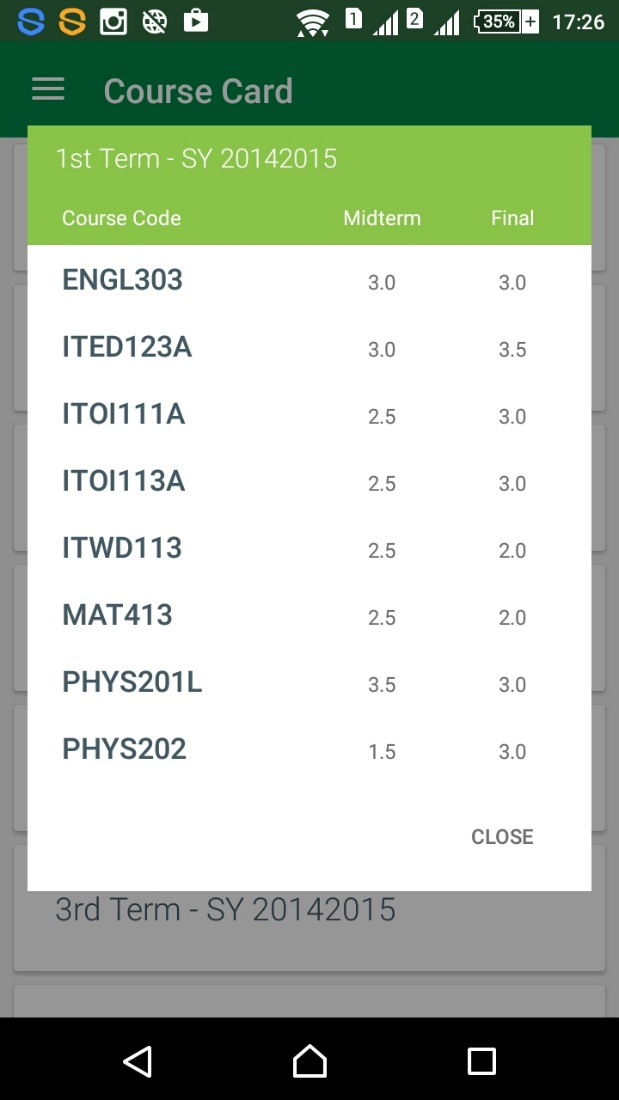 1 2 35% 17:26
Course Card
1st Term - SY 20142015
Course Code Midterm Final
ENGL303 3.0 3.0
ITED123A 3.0 3.5
ITOI111A 2.5 3.0
ITOI113A 2.5 3.0
ITWD113 2.5 2.0
MAT413 2.5 2.0
PHYS201L 3.5 3.0
PHYS202 1.5 3.0
CLOSE
3rd Term - SY 20142015